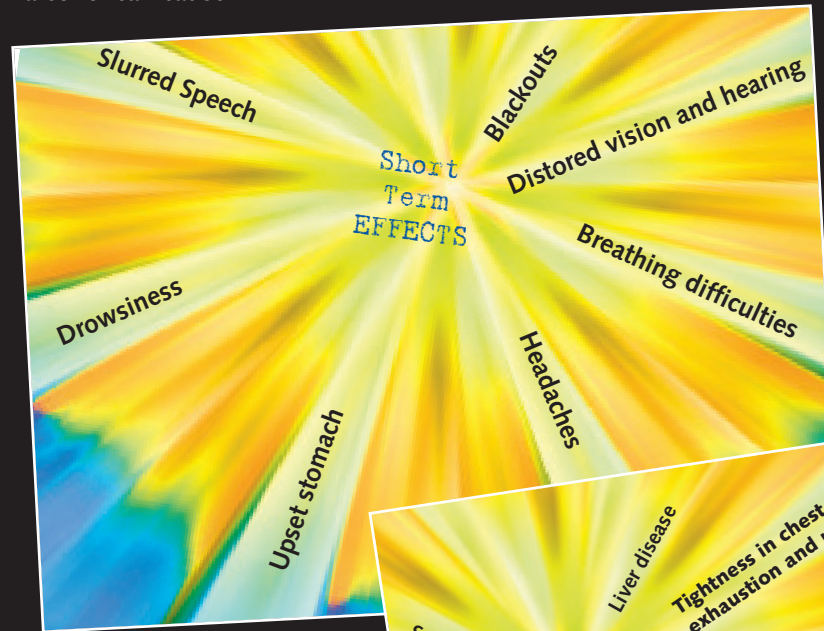 Slurred Speech
Blackouts
Distored vision and hearing
Short
Term
EFFECTS
Breathing difficulties
Drowsiness
Headaches
Upset stomach
Liver disease
Tightness in chest
exhaustion and